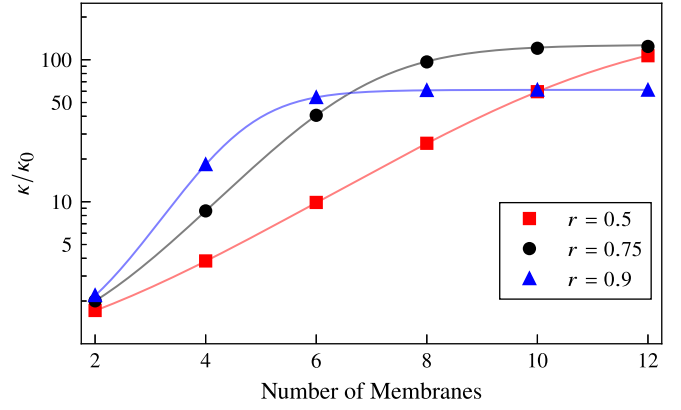 100
50
10
5
κ/κ₀
r = 0.5
r = 0.75
r = 0.9
2 4 6 8 10 12
Number of Membranes